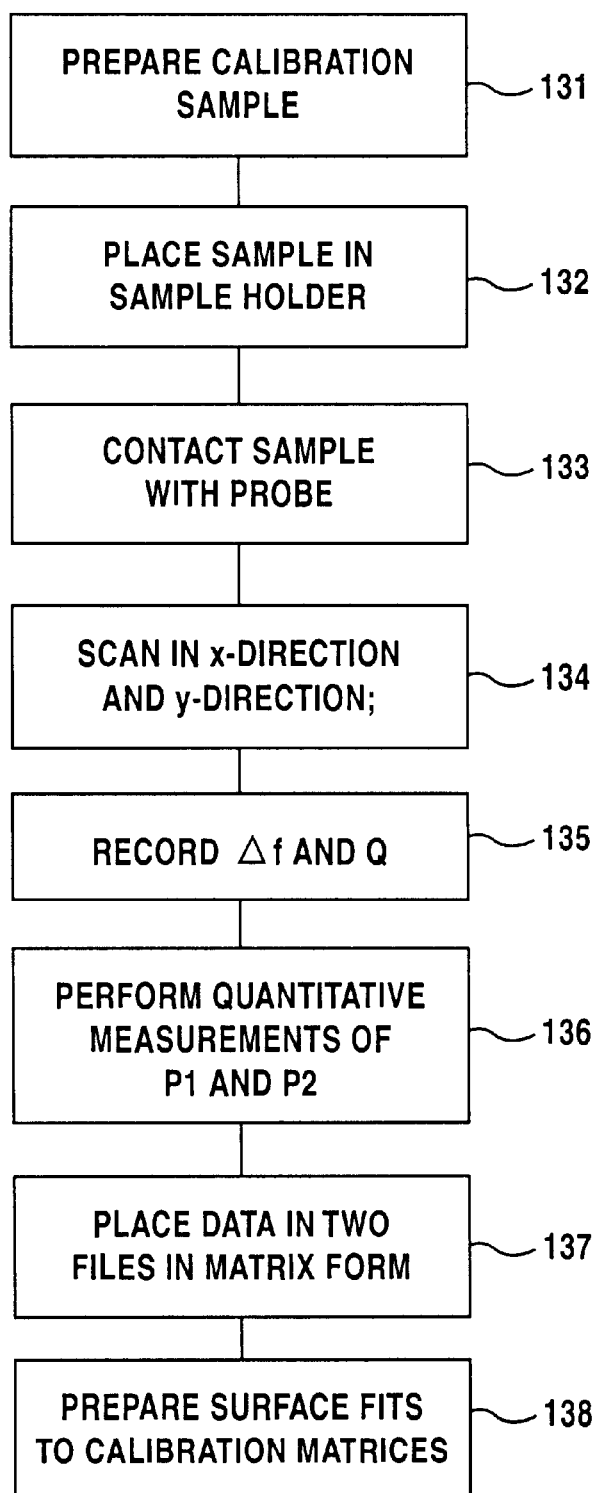 PREPARE CALIBRATION
SAMPLE
131
PLACE SAMPLE IN
SAMPLE HOLDER
132
CONTACT SAMPLE
WITH PROBE
133
SCAN IN x-DIRECTION
AND y-DIRECTION;
134
RECORD Δf AND Q
135
PERFORM QUANTITATIVE
MEASUREMENTS OF
P1 AND P2
136
PLACE DATA IN TWO
FILES IN MATRIX FORM
137
PREPARE SURFACE FITS
TO CALIBRATION MATRICES
138